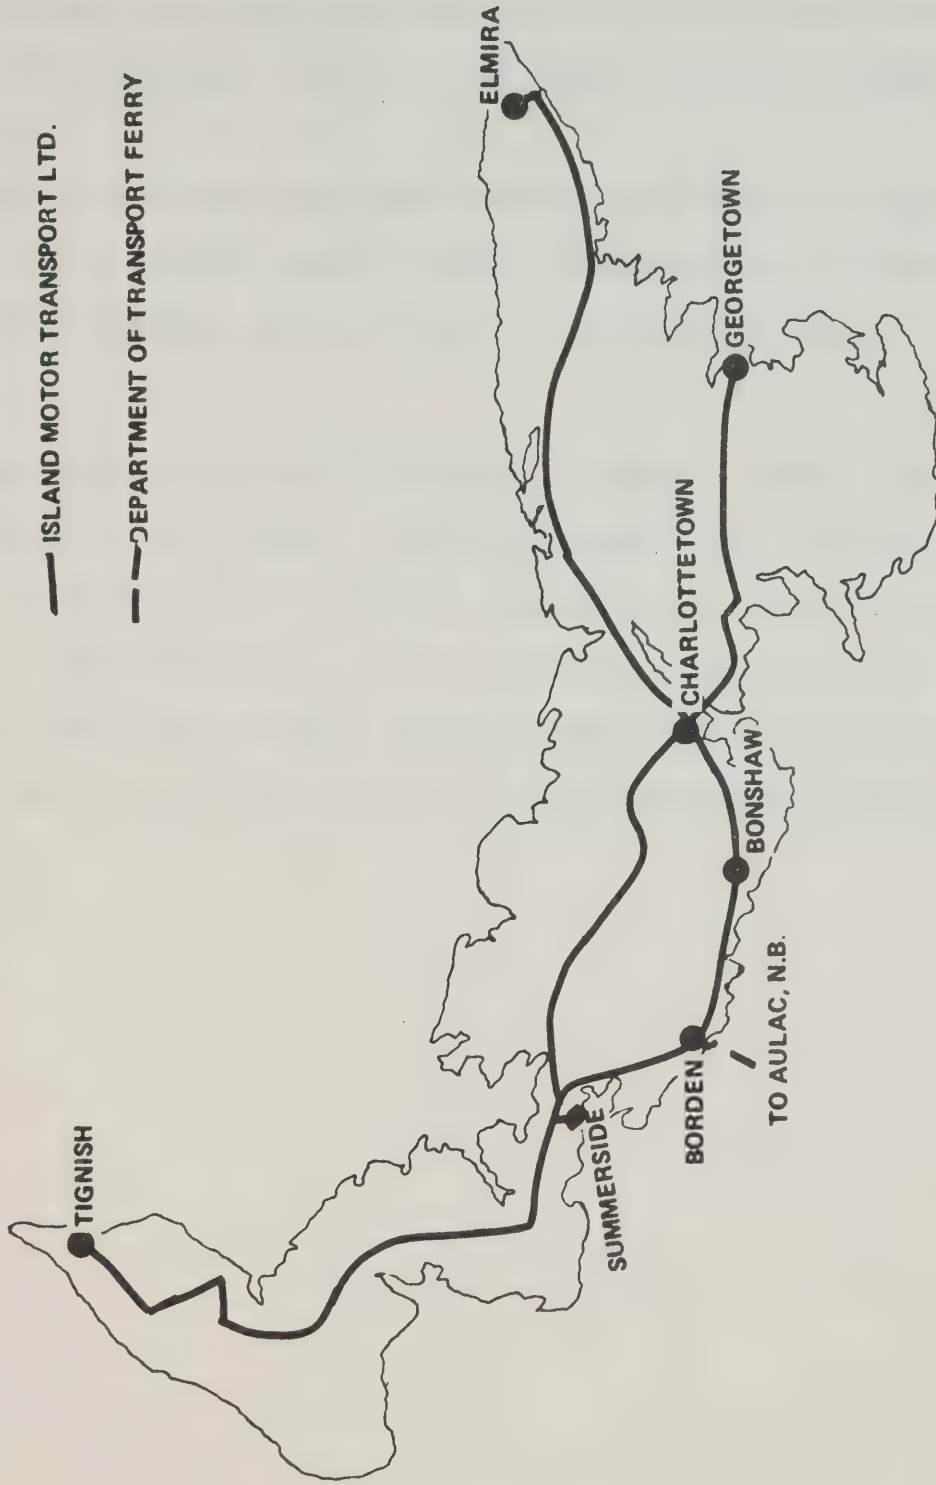 ISLAND MOTOR TRANSPORT LTD.
DEPARTMENT OF TRANSPORT FERRY
TIGNISH
ELMIRA
SUMMERSIDE
CHARLOTTETOWN
BORDEN
GEORGETOWN
BONSHAW
TO AULAC, N.B.